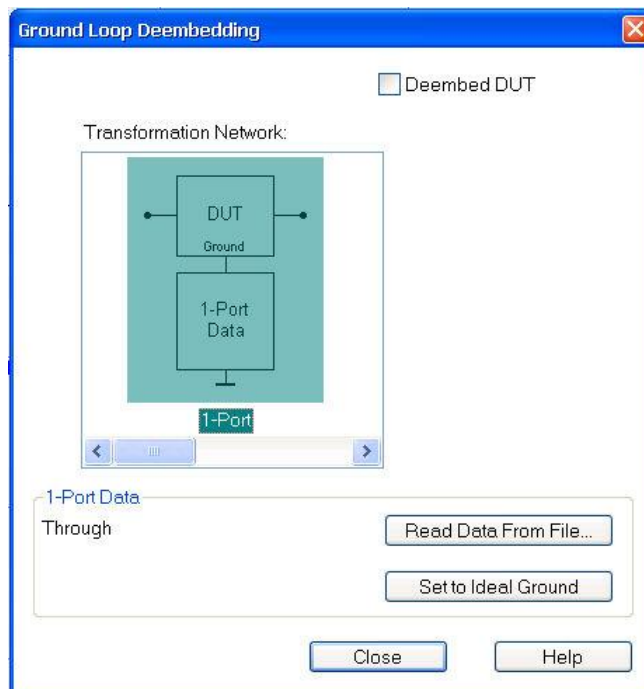 Ground Loop Deembedding
Deembed DUT
Transformation Network:
DUT
Ground
1-Port
Data
1-Port
1-Port Data
Through
Read Data From File...
Set to Ideal Ground
Close
Help